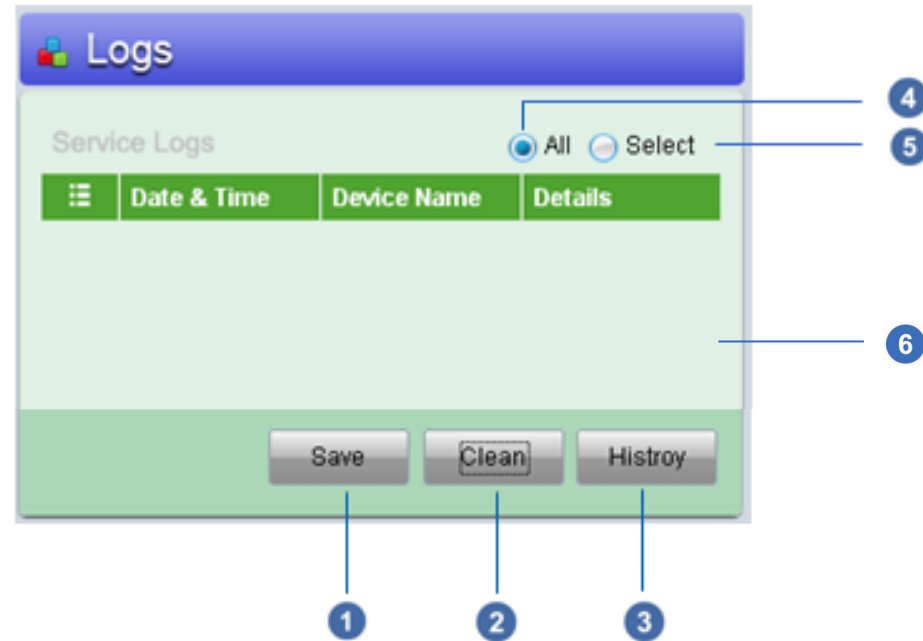 Logs
4
Service Logs All Select 5
Date & Time Device Name Details
6
Save Clean Histroy
1 2 3